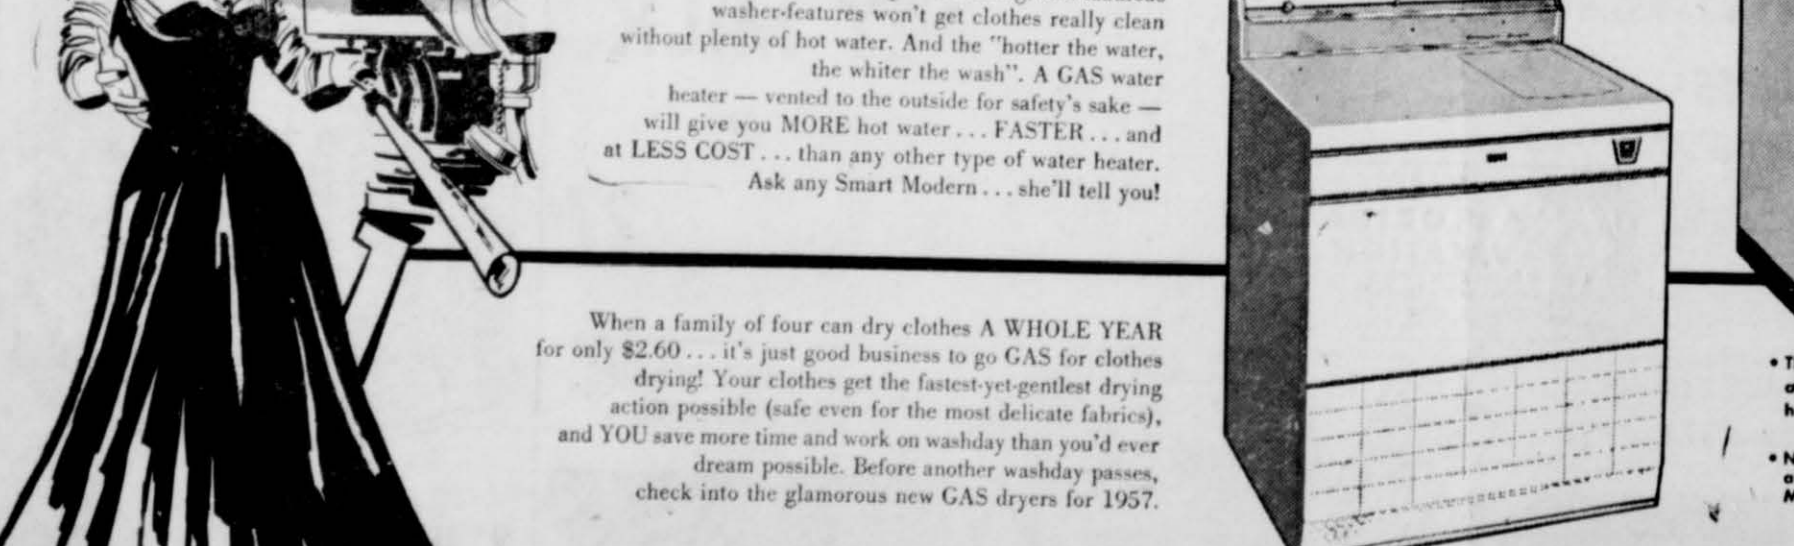 washer-features won't get clothes really clean
without plenty of hot water. And the "hotter the water,
the whiter the wash". A GAS water
heater — vented to the outside for safety's sake —
will give you MORE hot water . . . FASTER . . . and
at LESS COST . . . than any other type of water heater.
Ask any Smart Modern . . . she'll tell you!
When a family of four can dry clothes A WHOLE YEAR
for only $2.60 . . . it's just good business to go GAS for clothes
drying! Your clothes get the fastest-yet-gentlest drying
action possible (safe even for the most delicate fabrics),
and YOU save more time and work on washday than you'd ever
dream possible. Before another washday passes,
check into the glamorous new GAS dryers for 1957.